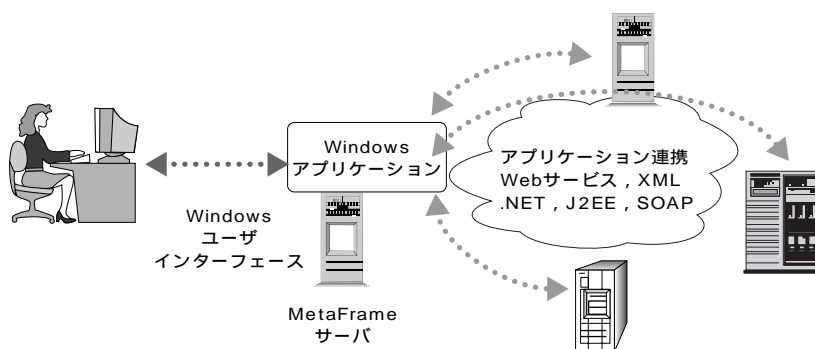 Windows
アプリケーション
アプリケーション連携
Webサービス，XML
.NET，J2EE，SOAP
Windows
ユーザ
インターフェース
MetaFrame
サーバ